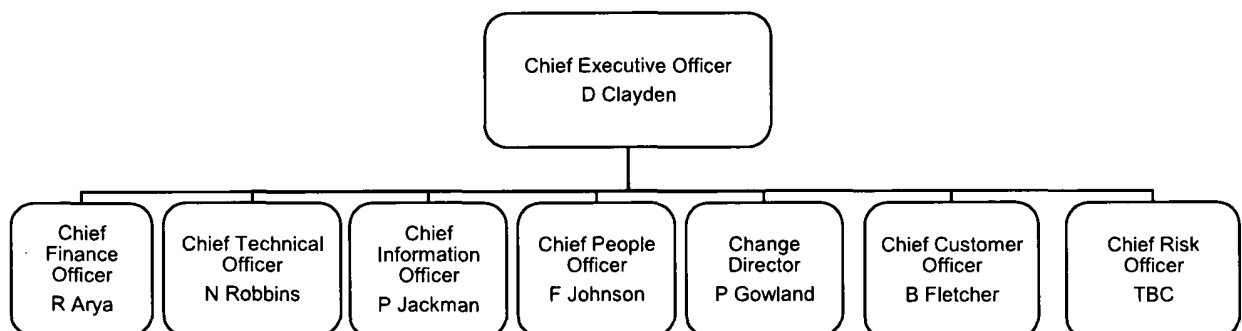 Chief Executive Officer
D Clayden
Chief
Finance
Officer
R Arya
Chief Technical
Officer
N Robbins
Chief
Information
Officer
P Jackman
Chief People
Officer
F Johnson
Change
Director
P Gowland
Chief Customer
Officer
B Fletcher
Chief Risk
Officer
TBC